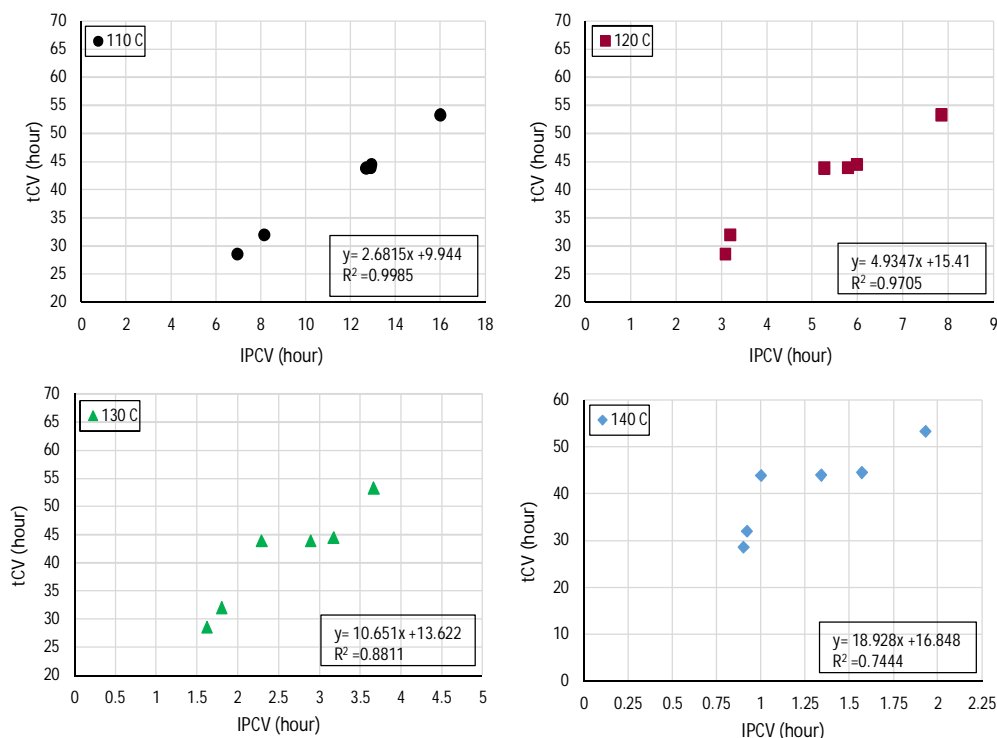 110 C
70
65
60
55
50
45
40
35
30
25
20
tCV (hour)
y= 2.6815x +9.944
R² =0.9985
0 2 4 6 8 10 12 14 16 18
IPCV (hour)
120 C
70
65
60
55
50
45
40
35
30
25
20
tCV (hour)
y= 4.9347x +15.41
R² =0.9705
0 1 2 3 4 5 6 7 8 9
IPCV (hour)
130 C
70
65
60
55
50
45
40
35
30
25
20
tCV (hour)
y= 10.651x +13.622
R² =0.8811
0 0.5 1 1.5 2 2.5 3 3.5 4 4.5 5
IPCV (hour)
140 C
60
50
40
30
20
10
0
tCV (hour)
y= 18.928x +16.848
R² =0.7444
0 0.25 0.5 0.75 1 1.25 1.5 1.75 2 2.25
IPCV (hour)